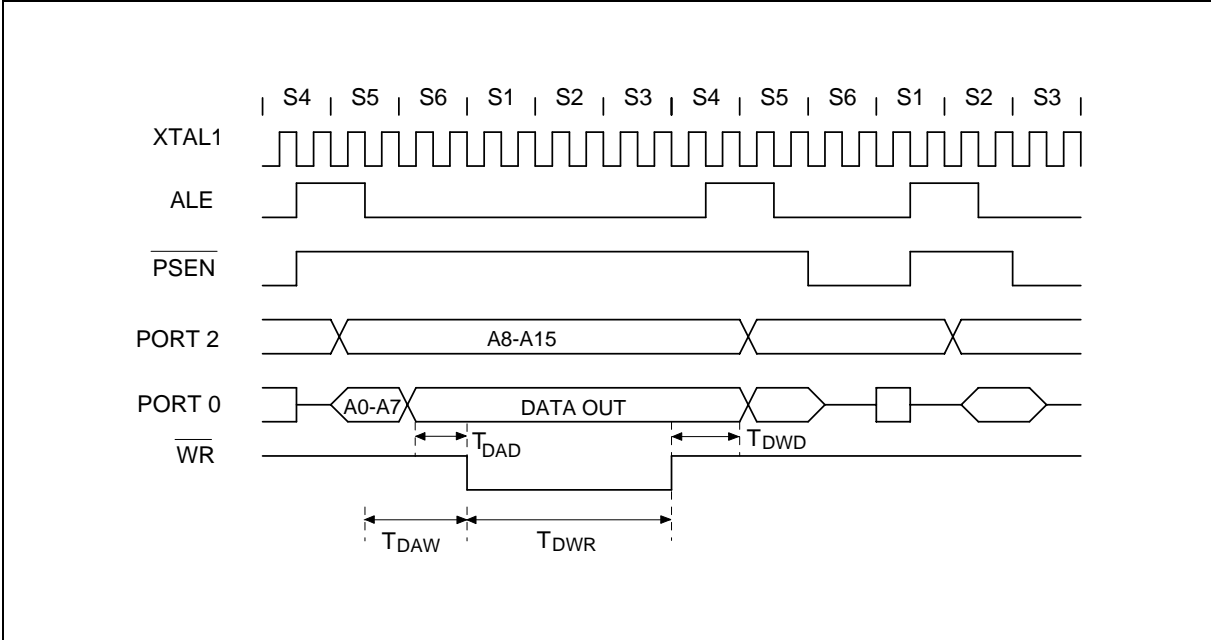 S4 S5 S6 S1 S2 S3 S4 S5 S6 S1 S2 S3
XTAL1
ALE
PSEN
PORT 2 A8-A15
PORT 0 A0-A7 DATA OUT
WR TDAD TDWD
TDAW TDWR